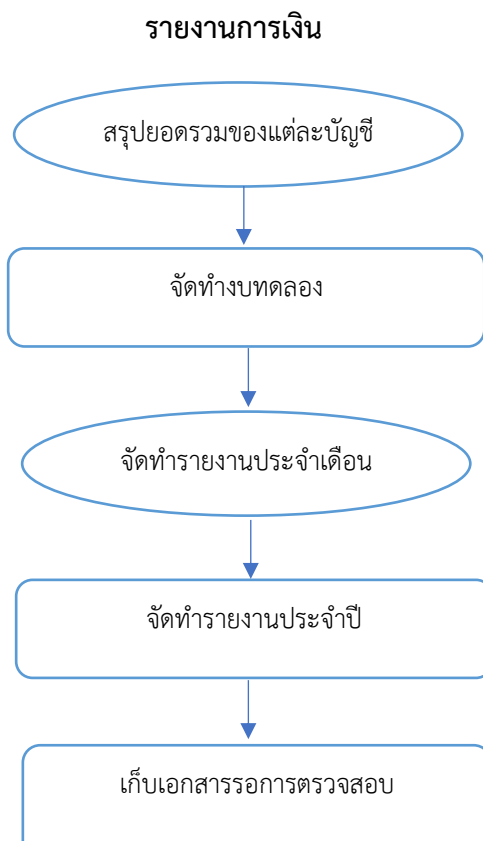 รายงานการเงิน
สรุปยอดรวมของแต่ละบัญชี
จัดทำงบทดลอง
จัดทำรายงานประจำเดือน
จัดทำรายงานประจำปี
เก็บเอกสารรอการตรวจสอบ